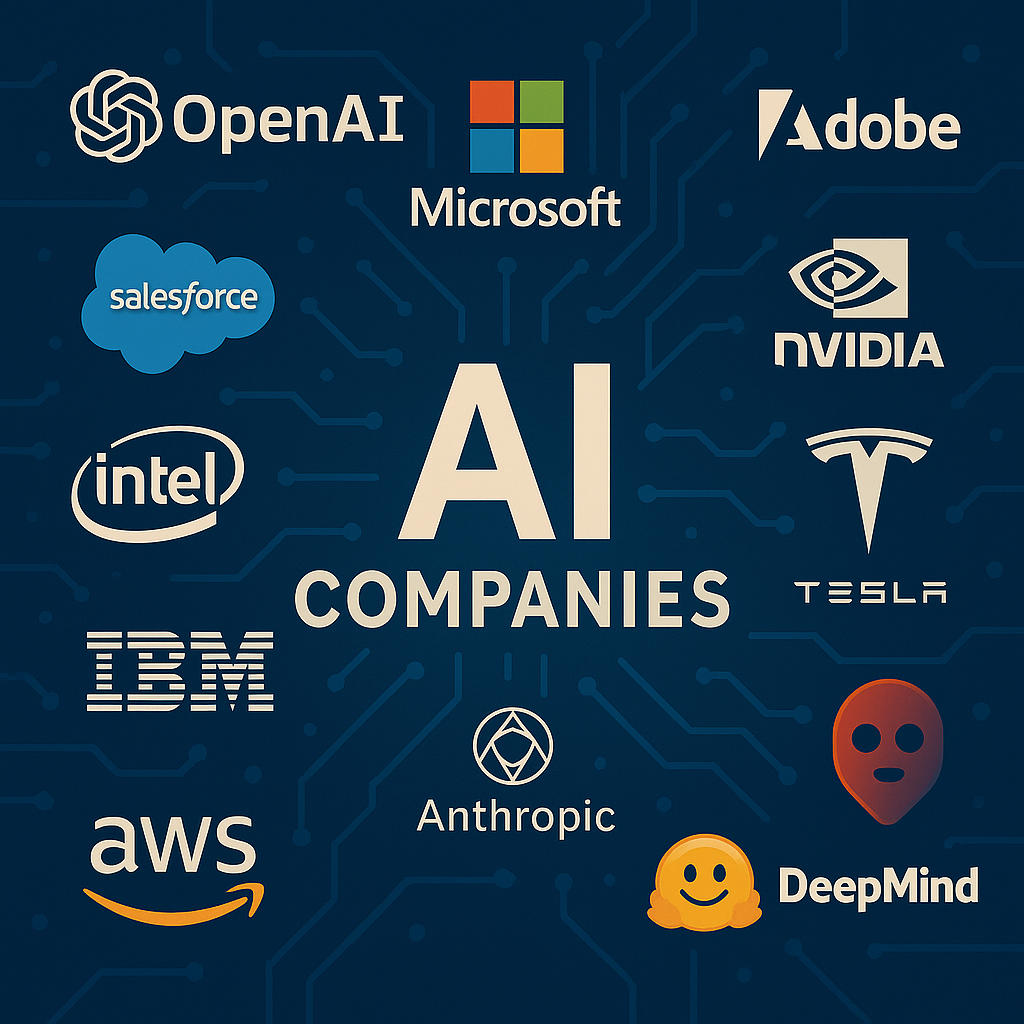 OpenAI
Microsoft
Adobe
salesforce
nVIDIA
intel
AI
COMPANIES
TESLA
IBM
Anthropic
aws
DeepMind